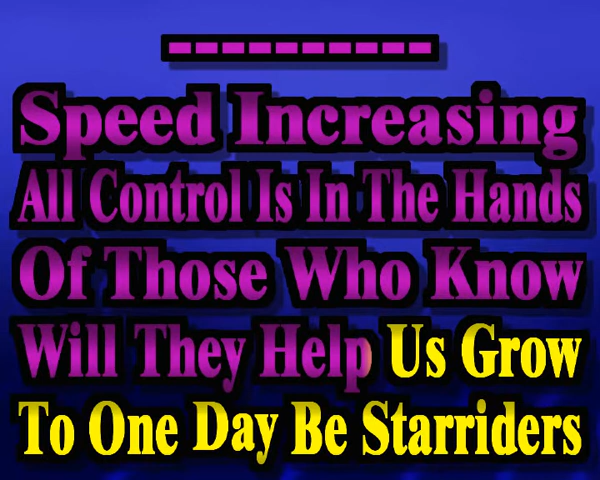 ----------
Speed Increasing
All Control Is In The Hands
Of Those Who Know
Will They Help Us Grow
To One Day Be Starriders